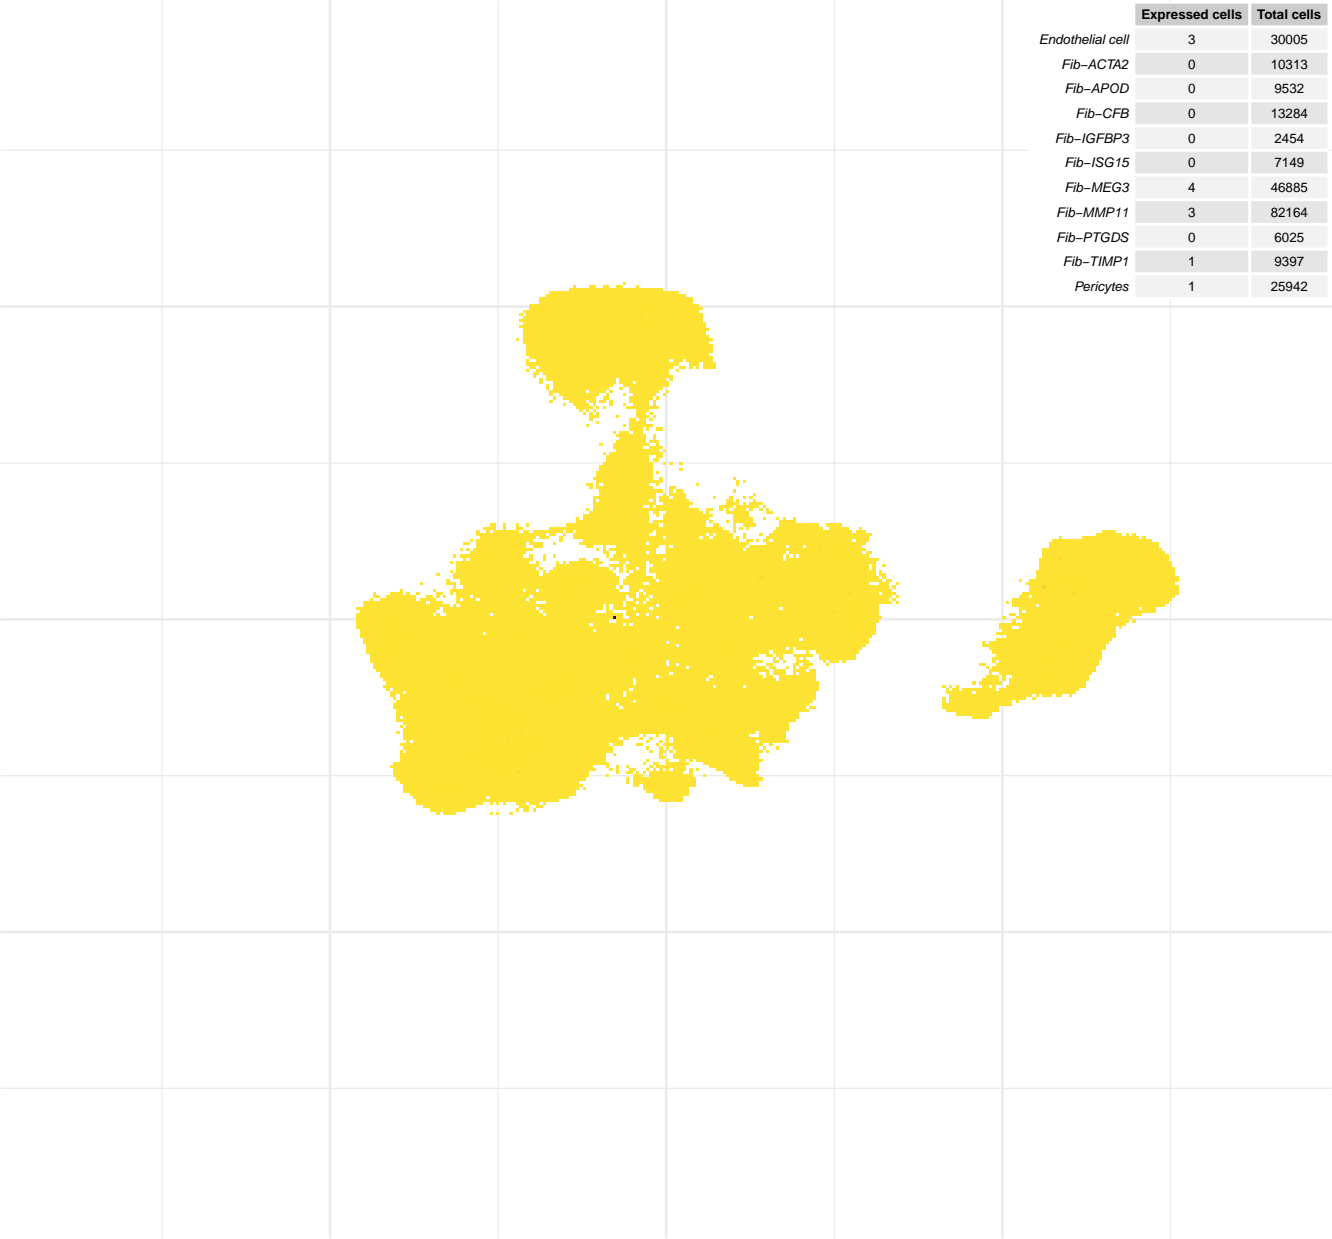 Expressed cells Total cells
Endothelial cell 3 30005
Fib−ACTA2 0 10313
Fib−APOD 0 9532
Fib−CFB 0 13284
Fib−IGFBP3 0 2454
Fib−ISG15 0 7149
Fib−MEG3 4 46885
Fib−MMP11 3 82164
Fib−PTGDS 0 6025
Fib−TIMP1 1 9397
Pericytes 1 25942